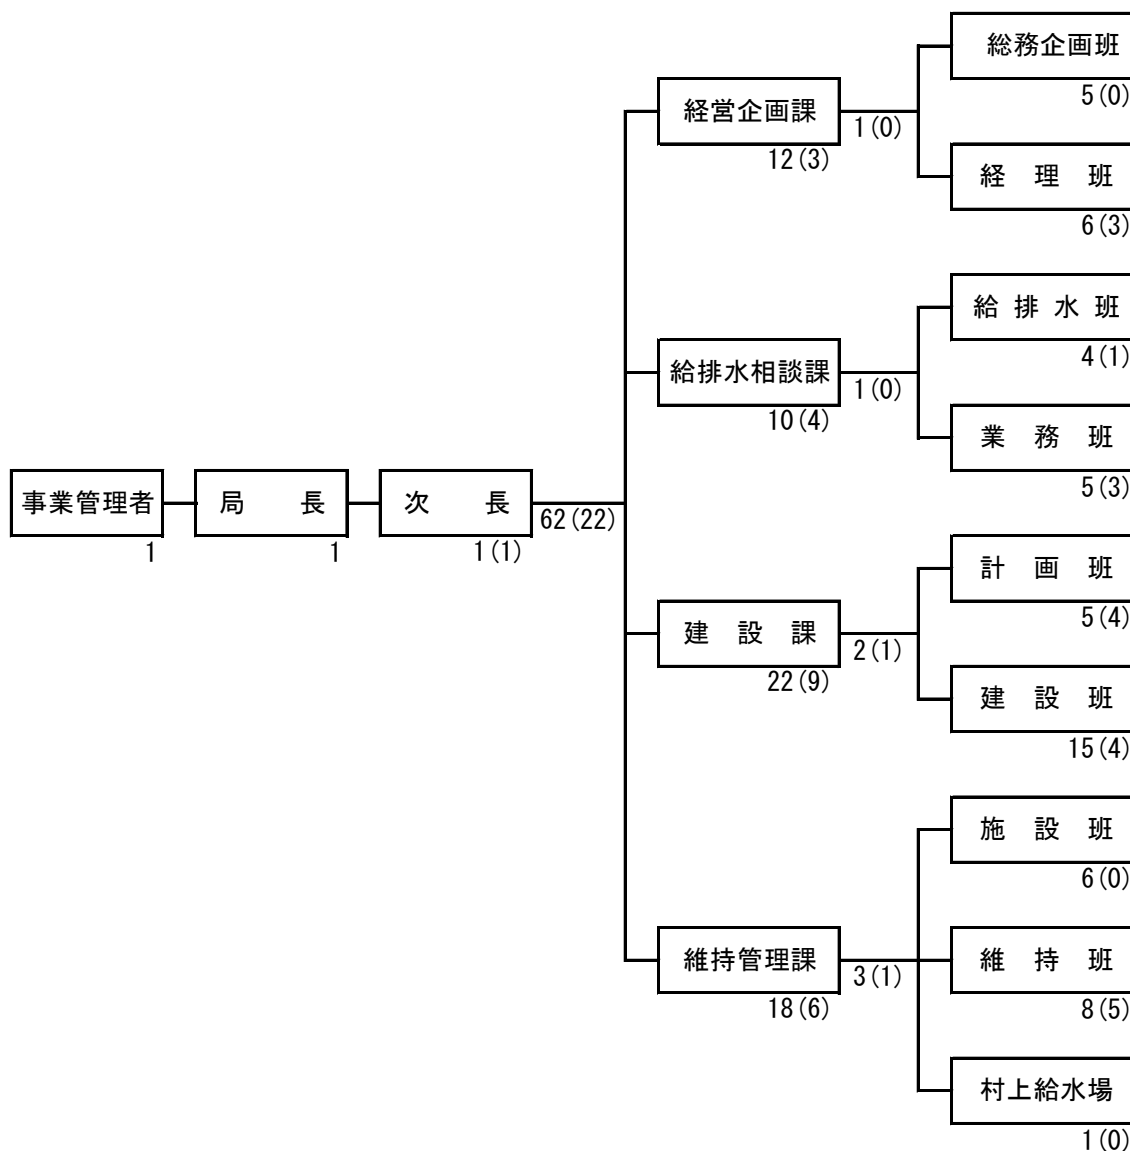 事業管理者
1
局　　長
1
次　　長
1(1)
62(22)
経営企画課
12(3)
1(0)
総務企画班
5(0)
経　理　班
6(3)
給排水相談課
10(4)
1(0)
給 排 水 班
4(1)
業　務　班
5(3)
建　設　課
22(9)
2(1)
計　画　班
5(4)
建　設　班
15(4)
維持管理課
18(6)
3(1)
施　設　班
6(0)
維　持　班
8(5)
村上給水場
1(0)